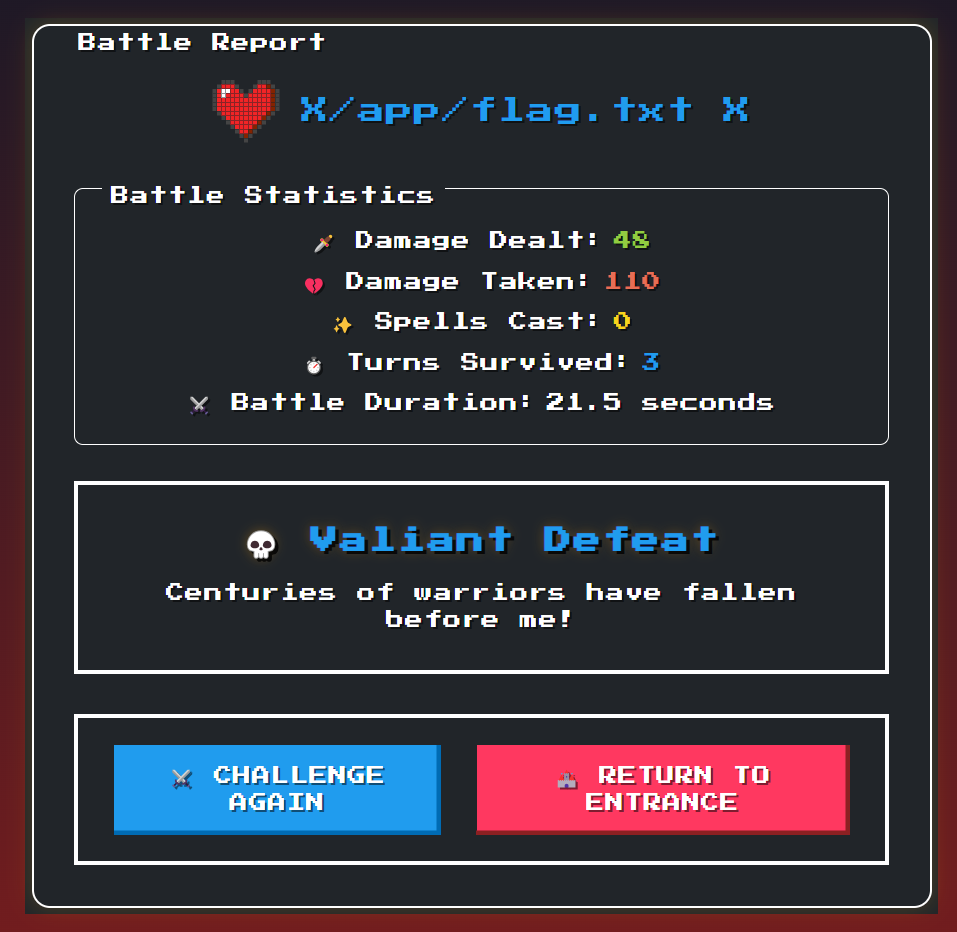 Battle Report
X/app/flag.txt X
Battle Statistics
Damage Dealt: 48
Damage Taken: 110
Spells Cast: 0
Turns Survived: 3
Battle Duration: 21.5 seconds
Valiant Defeat
Centuries of warriors have fallen
before me!
CHALLENGE
AGAIN
RETURN TO
ENTRANCE